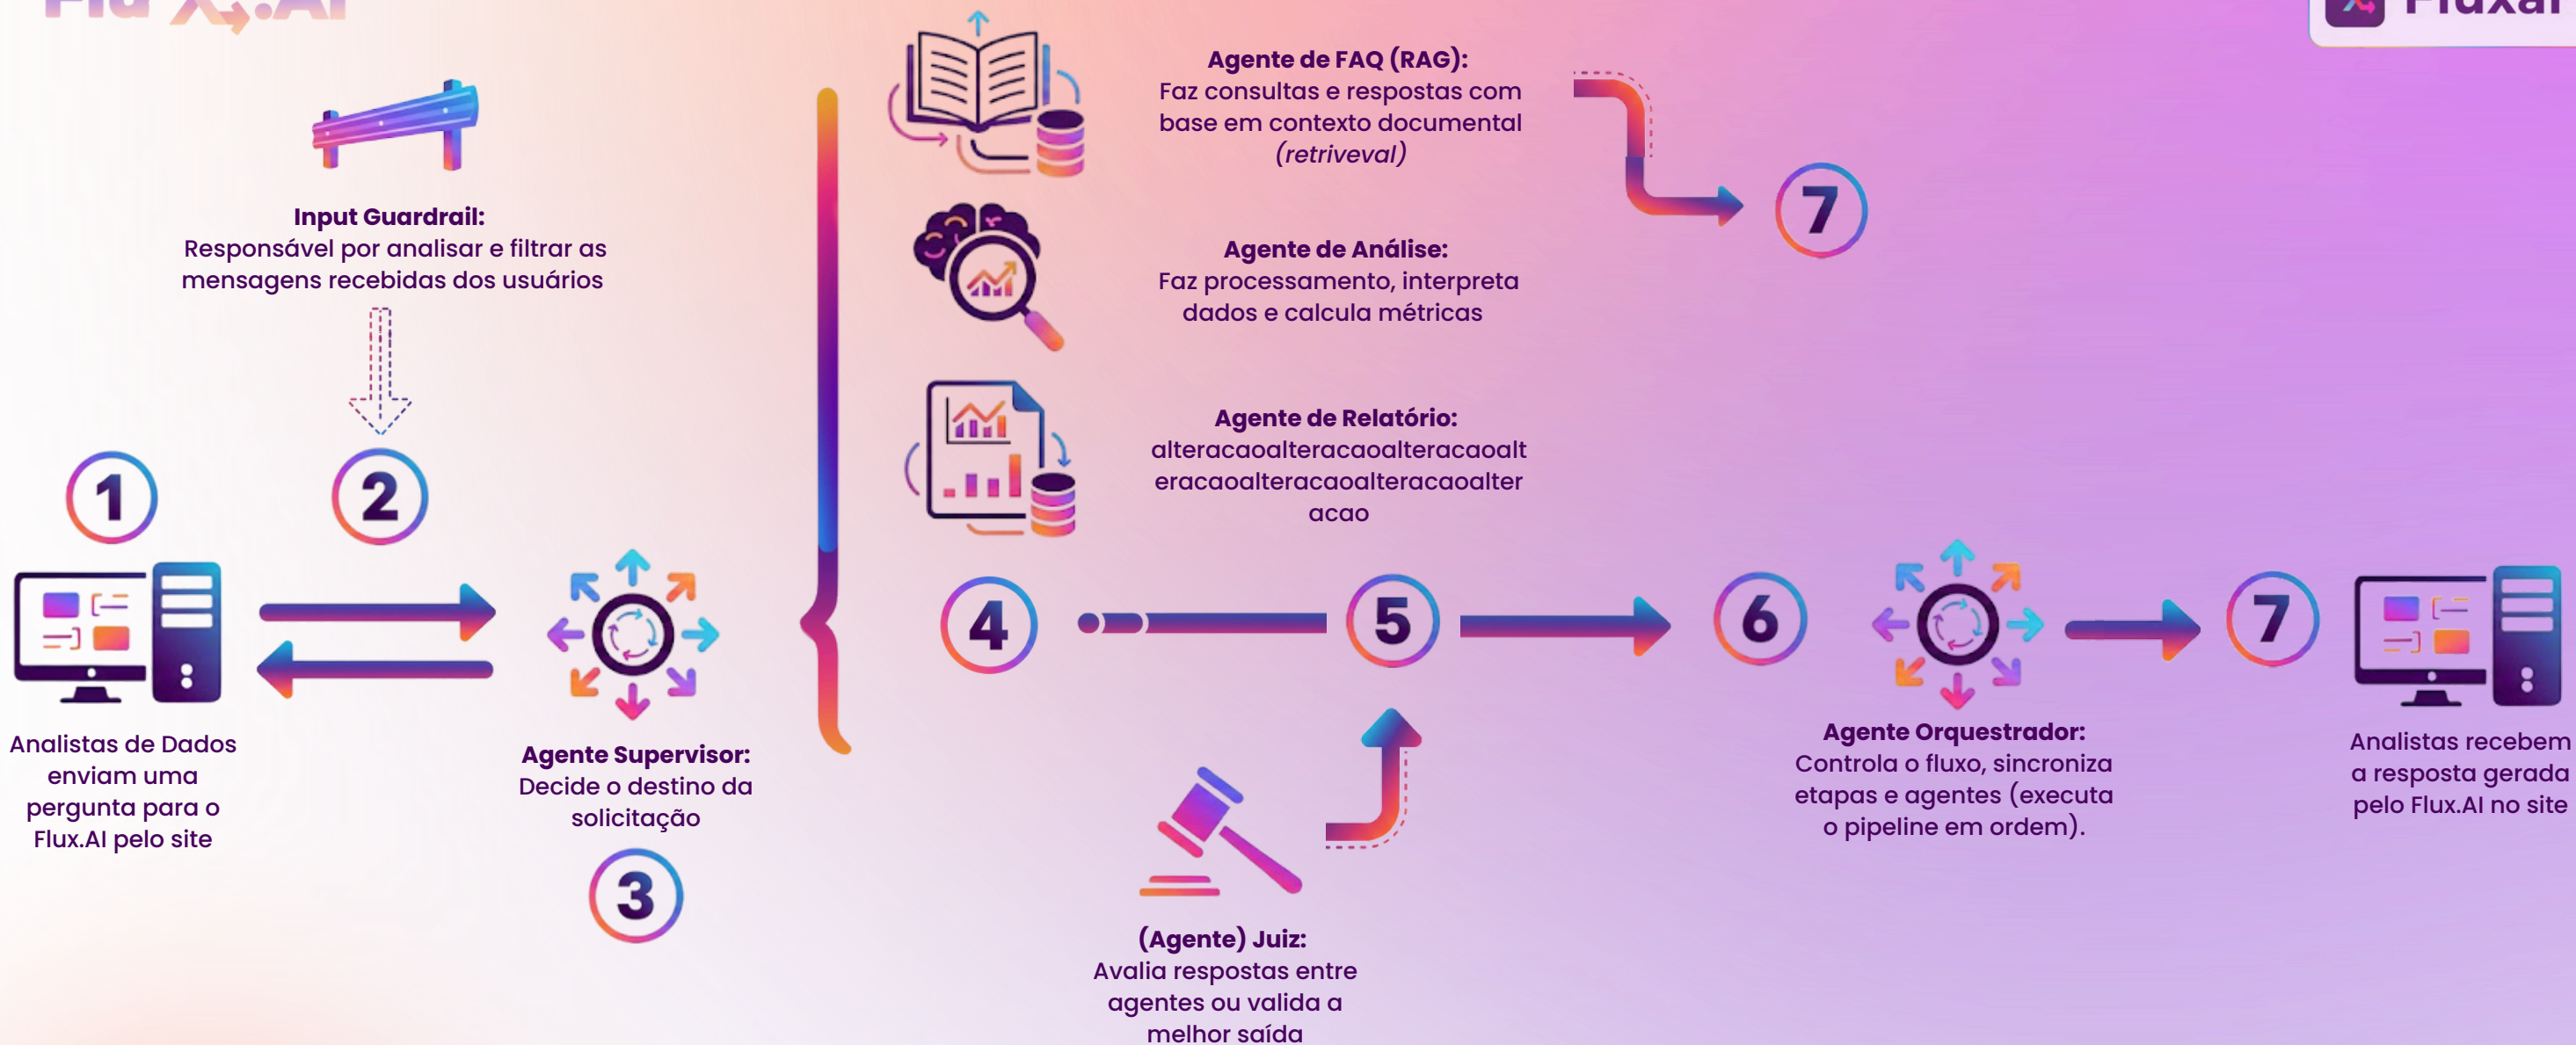 Flu X.AI
Fluxai
Input Guardrail:
Responsável por analisar e filtrar as
mensagens recebidas dos usuários
1
2
Analistas de Dados
enviam uma
pergunta para o
Flux.AI pelo site
Agente Supervisor:
Decide o destino da
solicitação
3
Agente de FAQ (RAG):
Faz consultas e respostas com
base em contexto documental
(retriveval)
7
Agente de Análise:
Faz processamento, interpreta
dados e calcula métricas
Agente de Relatório:
alteracaoalteracaoalteracaoalt
eracaoalteracaoalteracaoalter
acao
4
5
(Agente) Juiz:
Avalia respostas entre
agentes ou valida a
melhor saída
6
Agente Orquestrador:
Controla o fluxo, sincroniza
etapas e agentes (executa
o pipeline em ordem).
7
Analistas recebem
a resposta gerada
pelo Flux.AI no site